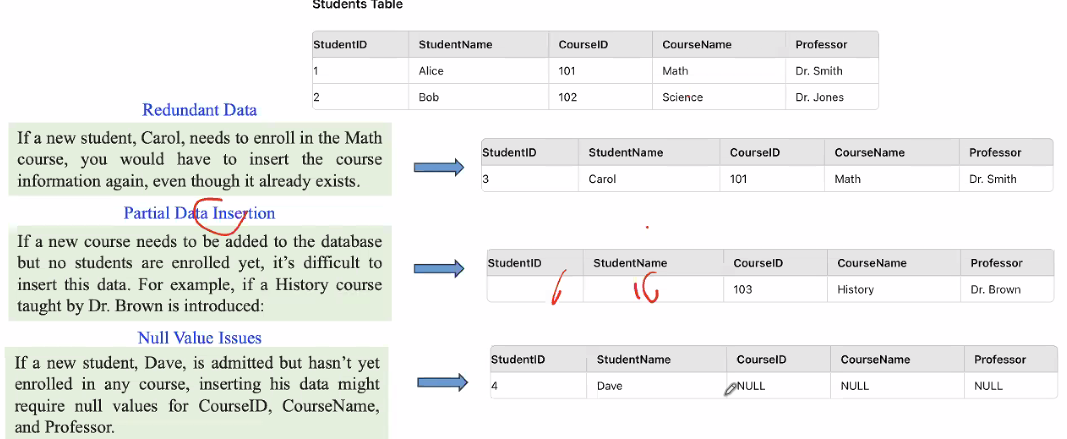 Students Table
StudentID StudentName CourseID CourseName Professor
1 Alice 101 Math Dr. Smith
2 Bob 102 Science Dr. Jones
Redundant Data
If a new student, Carol, needs to enroll in the Math
course, you would have to insert the course
information again, even though it already exists.
StudentID StudentName CourseID CourseName Professor
3 Carol 101 Math Dr. Smith
Partial Data Insertion
If a new course needs to be added to the database
but no students are enrolled yet, it's difficult to
insert this data. For example, if a History course
taught by Dr. Brown is introduced:
StudentID StudentName CourseID CourseName Professor
103 History Dr. Brown
Null Value Issues
If a new student, Dave, is admitted but hasn't yet
enrolled in any course, inserting his data might
require null values for CourseID, CourseName,
and Professor.
StudentID StudentName CourseID CourseName Professor
4 Dave NULL NULL NULL